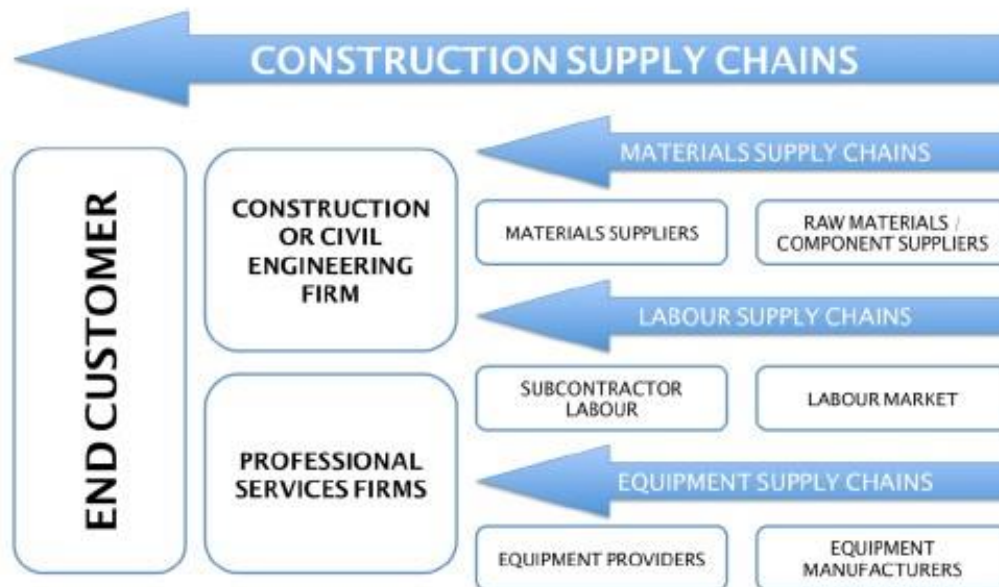 CONSTRUCTION SUPPLY CHAINS
END CUSTOMER
CONSTRUCTION
OR CIVIL
ENGINEERING
FIRM
PROFESSIONAL
SERVICES FIRMS
MATERIALS SUPPLY CHAINS
MATERIALS SUPPLIERS
RAW MATERIALS /
COMPONENT SUPPLIERS
LABOUR SUPPLY CHAINS
SUBCONTRACTOR
LABOUR
LABOUR MARKET
EQUIPMENT SUPPLY CHAINS
EQUIPMENT PROVIDERS
EQUIPMENT
MANUFACTURERS